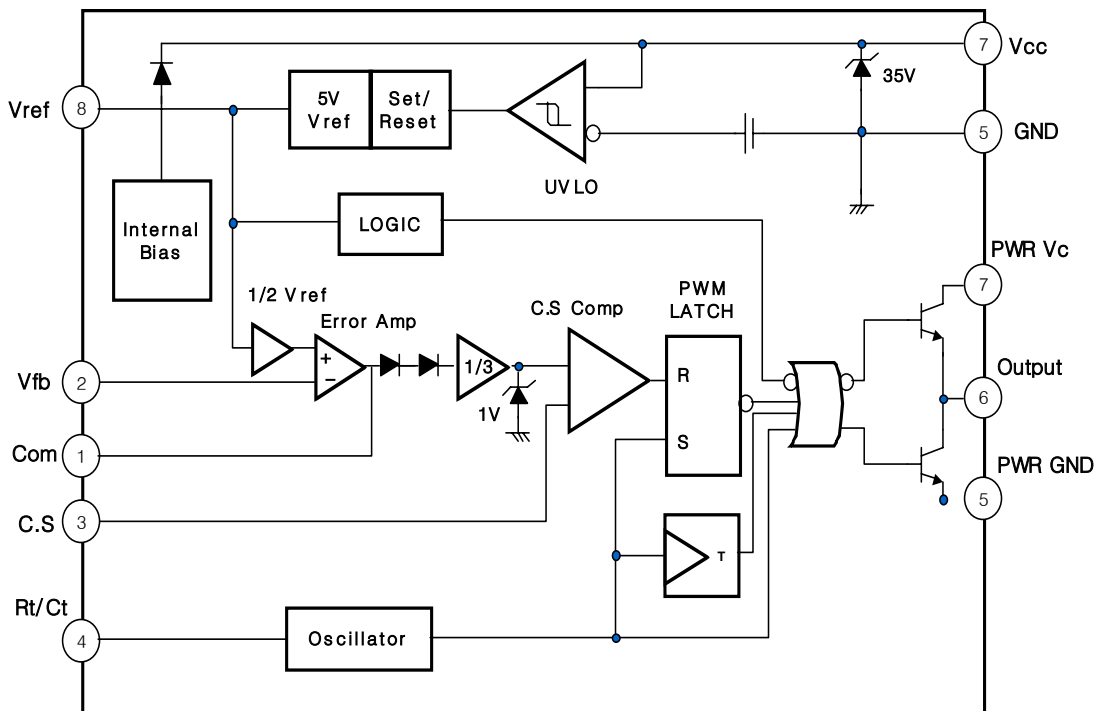 7 Vcc
35V
Vref 8
5V
Vref
Set/
Reset
5 GND
UVLO
Internal
Bias
LOGIC
PWR Vc
7
1/2 Vref
Error Amp
C.S Comp
PWM
LATCH
+
−
1/3
1V
R
S
Vfb 2
Output
6
Com 1
PWR GND
5
C.S 3
T
Rt/Ct
4
Oscillator